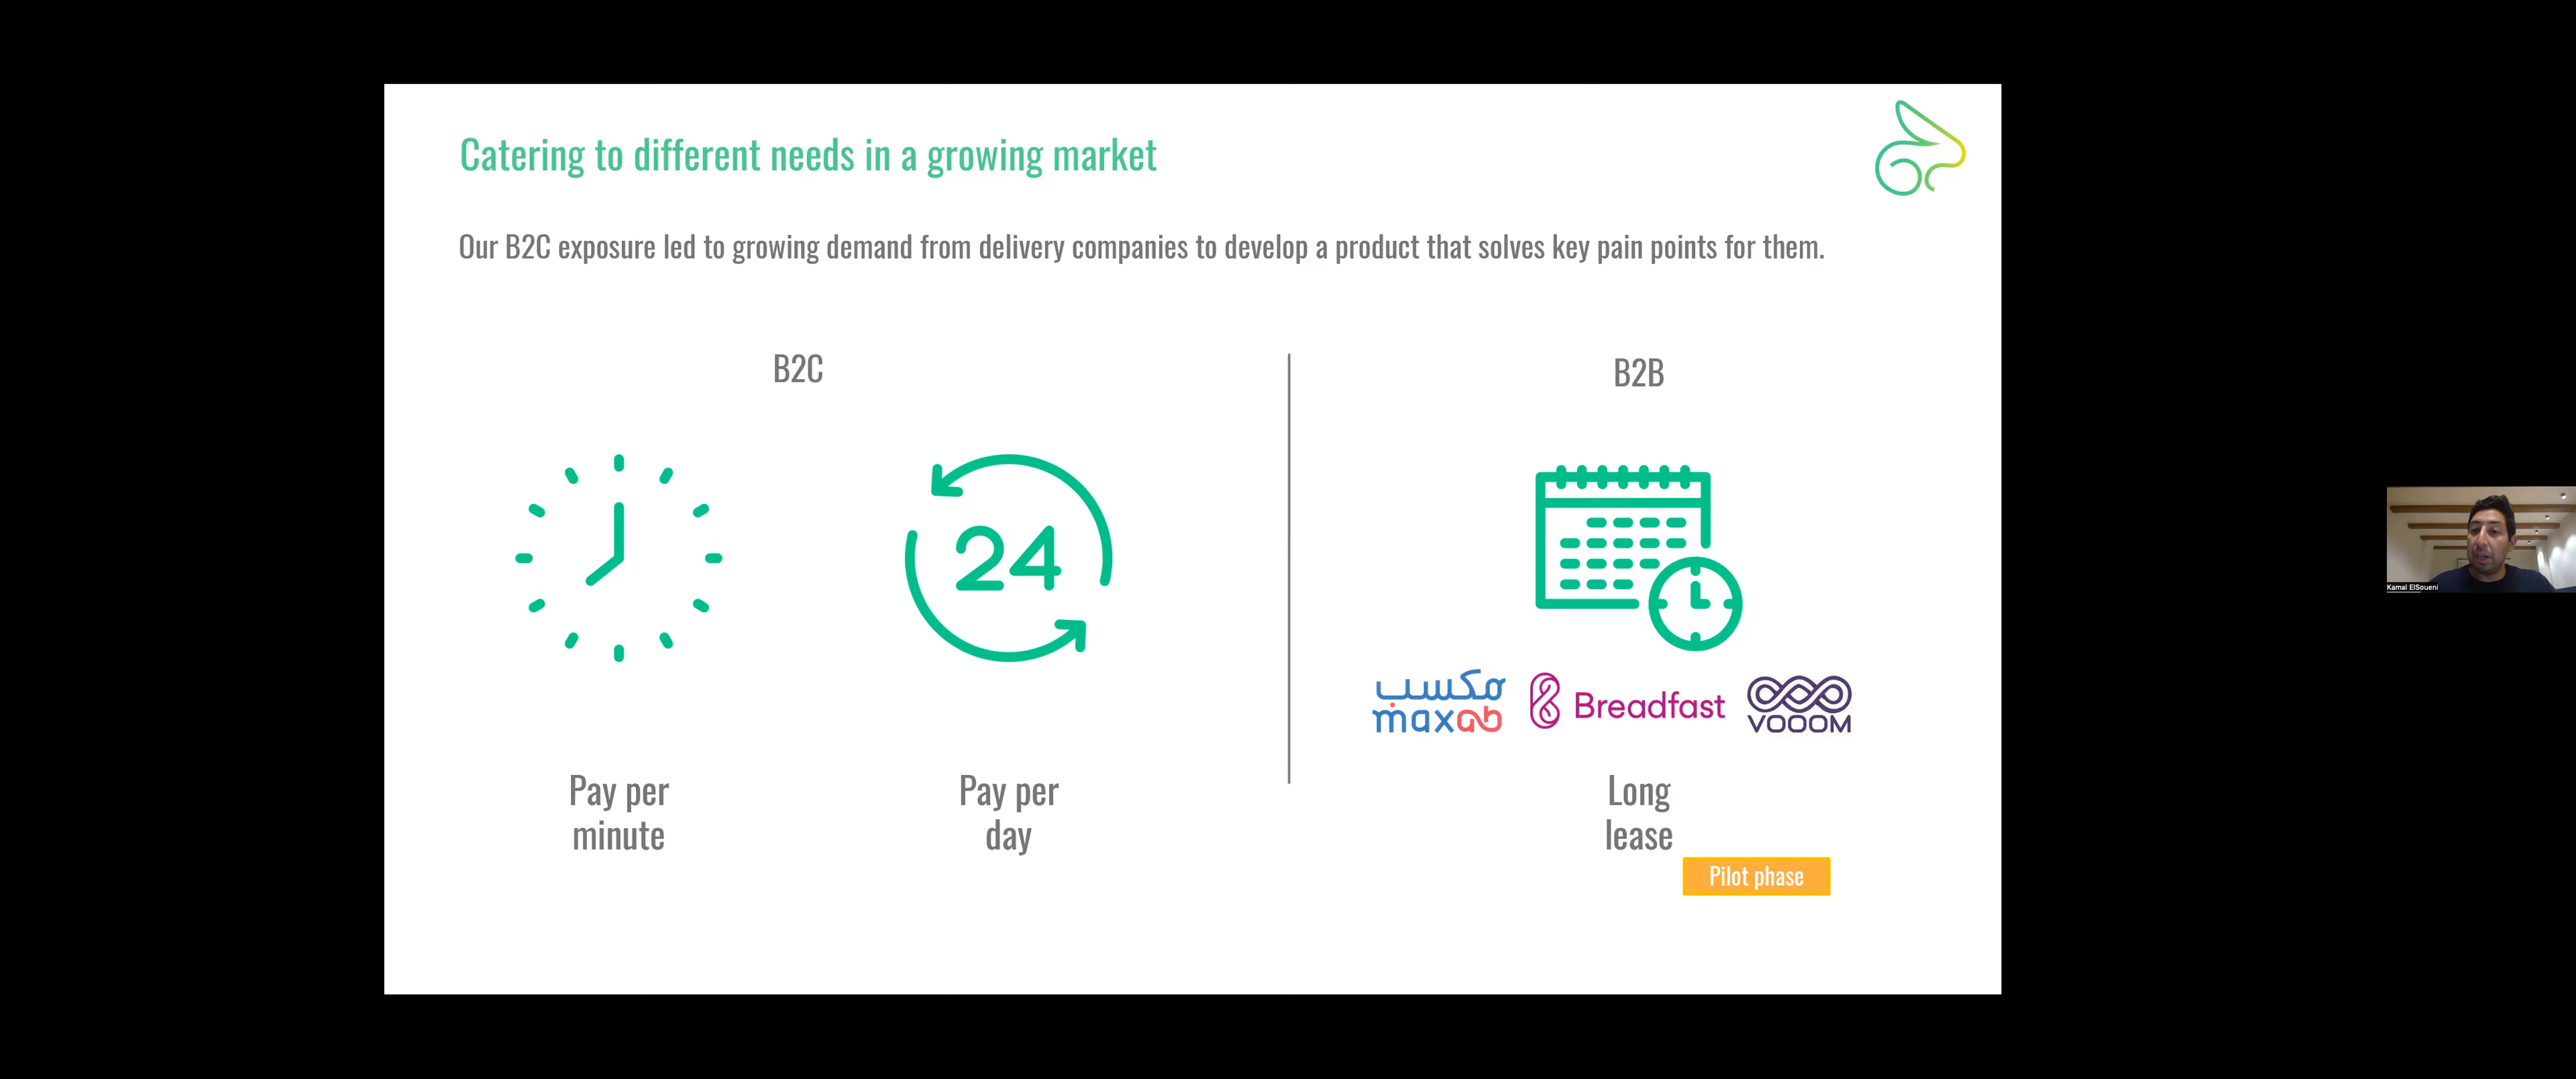 Catering to different needs in a growing market
Our B2C exposure led to growing demand from delivery companies to develop a product that solves key pain points for them.
B2C
B2B
24
مكسب
maxab
Breadfast
VOOOM
Pay per
minute
Pay per
day
Long
lease
Pilot phase
Kamal ElSoueni